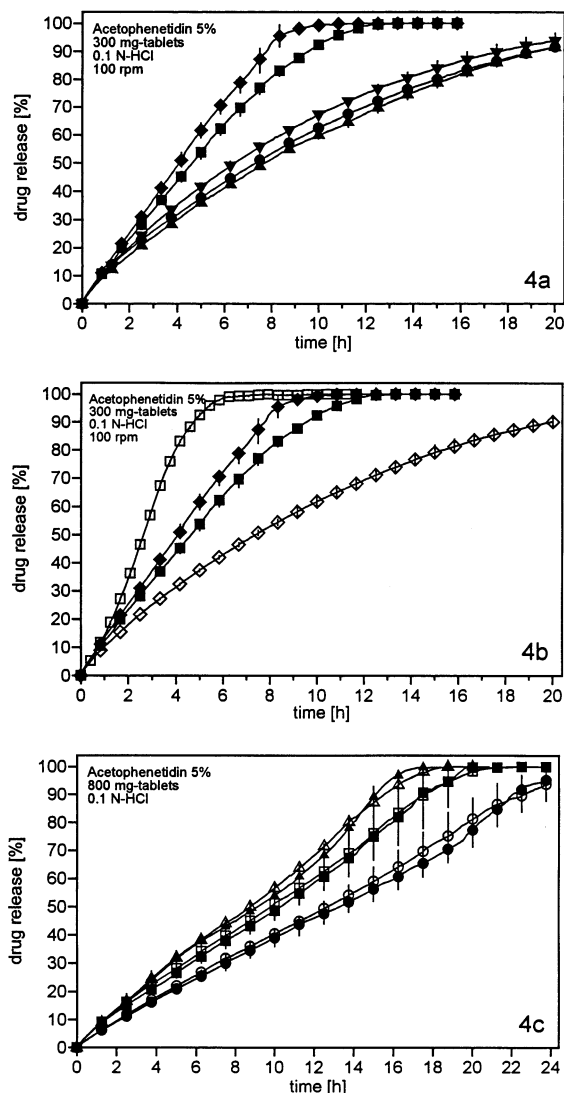 100
90
80
70
60
50
40
30
20
10
0
drug release [%]
Acetophenetidin 5%
300 mg-tablets
0.1 N-HCl
100 rpm
4a
0 2 4 6 8 10 12 14 16 18 20
time [h]
100
90
80
70
60
50
40
30
20
10
0
drug release [%]
Acetophenetidin 5%
300 mg-tablets
0.1 N-HCl
100 rpm
4b
0 2 4 6 8 10 12 14 16 18 20
time [h]
100
90
80
70
60
50
40
30
20
10
0
drug release [%]
Acetophenetidin 5%
800 mg-tablets
0.1 N-HCl
4c
0 2 4 6 8 10 12 14 16 18 20 22 24
time [h]